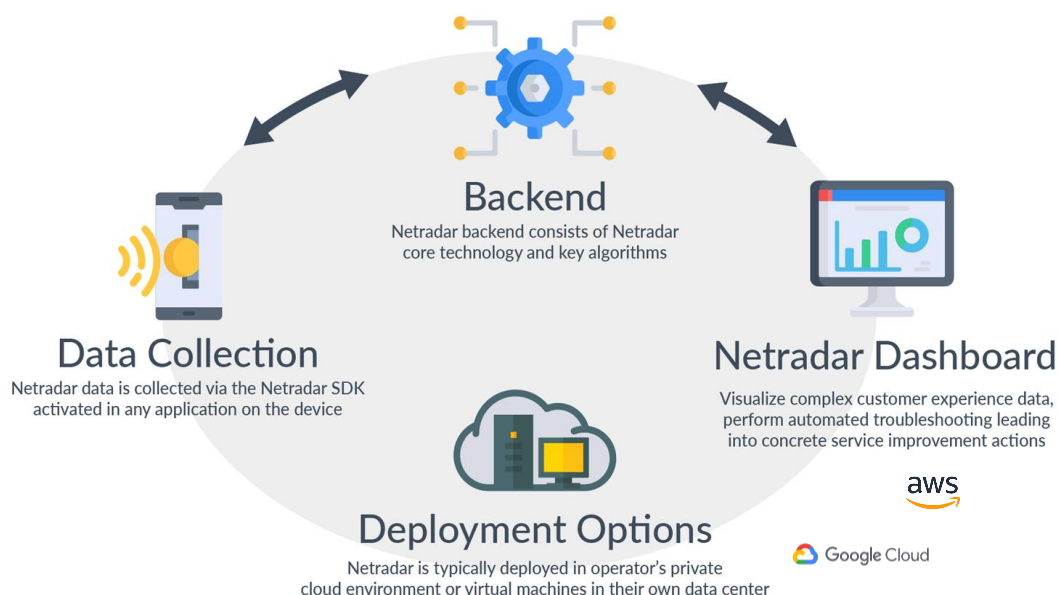 Backend
Netradar backend consists of Netradar
core technology and key algorithms
Data Collection
Netradar data is collected via the Netradar SDK
activated in any application on the device
Netradar Dashboard
Visualize complex customer experience data,
perform automated troubleshooting leading
into concrete service improvement actions
aws
Google Cloud
Deployment Options
Netradar is typically deployed in operator's private
cloud environment or virtual machines in their own data center